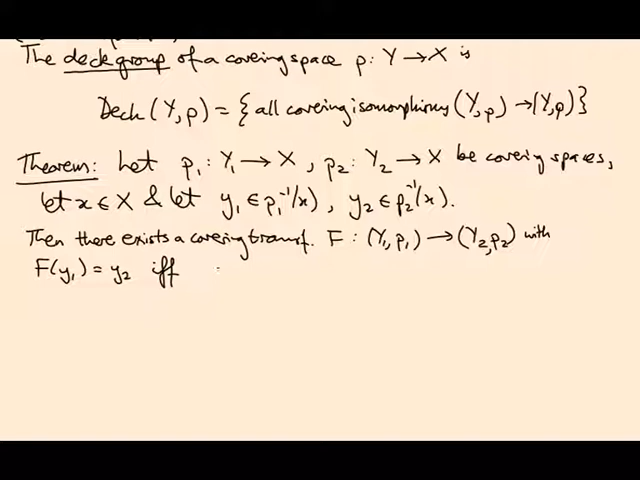 The deck group of a covering space p: Y → X is
Deck (Y, p) = { all covering isomorphisms (Y, p) → (Y, p) }
Theorem: Let p₁: Y₁ → X, p₂: Y₂ → X be covering spaces,
let x ∈ X & let y₁ ∈ p₁⁻¹(x), y₂ ∈ p₂⁻¹(x).
Then there exists a covering transf. F: (Y₁, p₁) → (Y₂, p₂) with
F(y₁) = y₂ iff